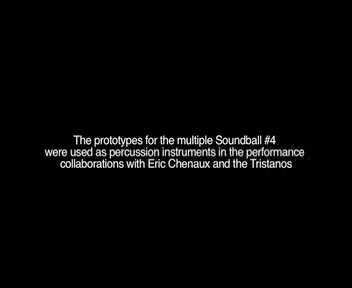 The prototypes for the multiple Soundball #4
were used as percussion instruments in the performance
collaborations with Eric Chenaux and the Tristanos